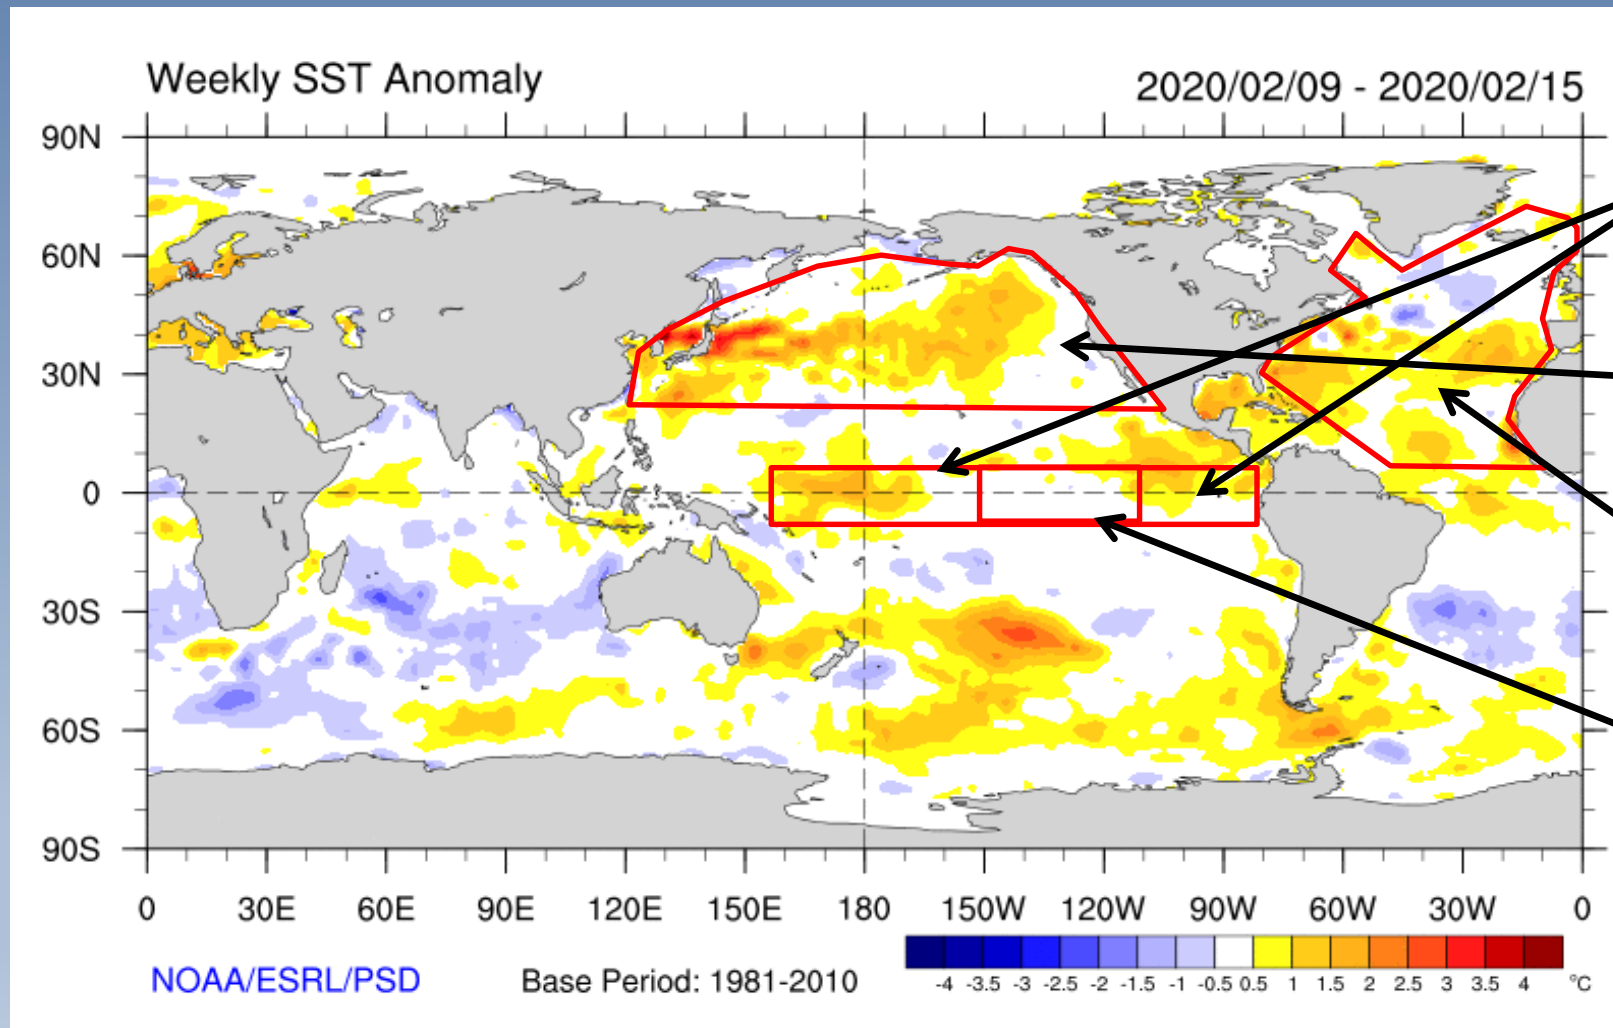 Weekly SST Anomaly
2020/02/09 - 2020/02/15
90N
60N
30N
0
30S
60S
90S
0 30E 60E 90E 120E 150E 180 150W 120W 90W 60W 30W 0
NOAA/ESRL/PSD
Base Period: 1981-2010
-4 -3.5 -3 -2.5 -2 -1.5 -1 -0.5 0.5 1 1.5 2 2.5 3 3.5 4 °C